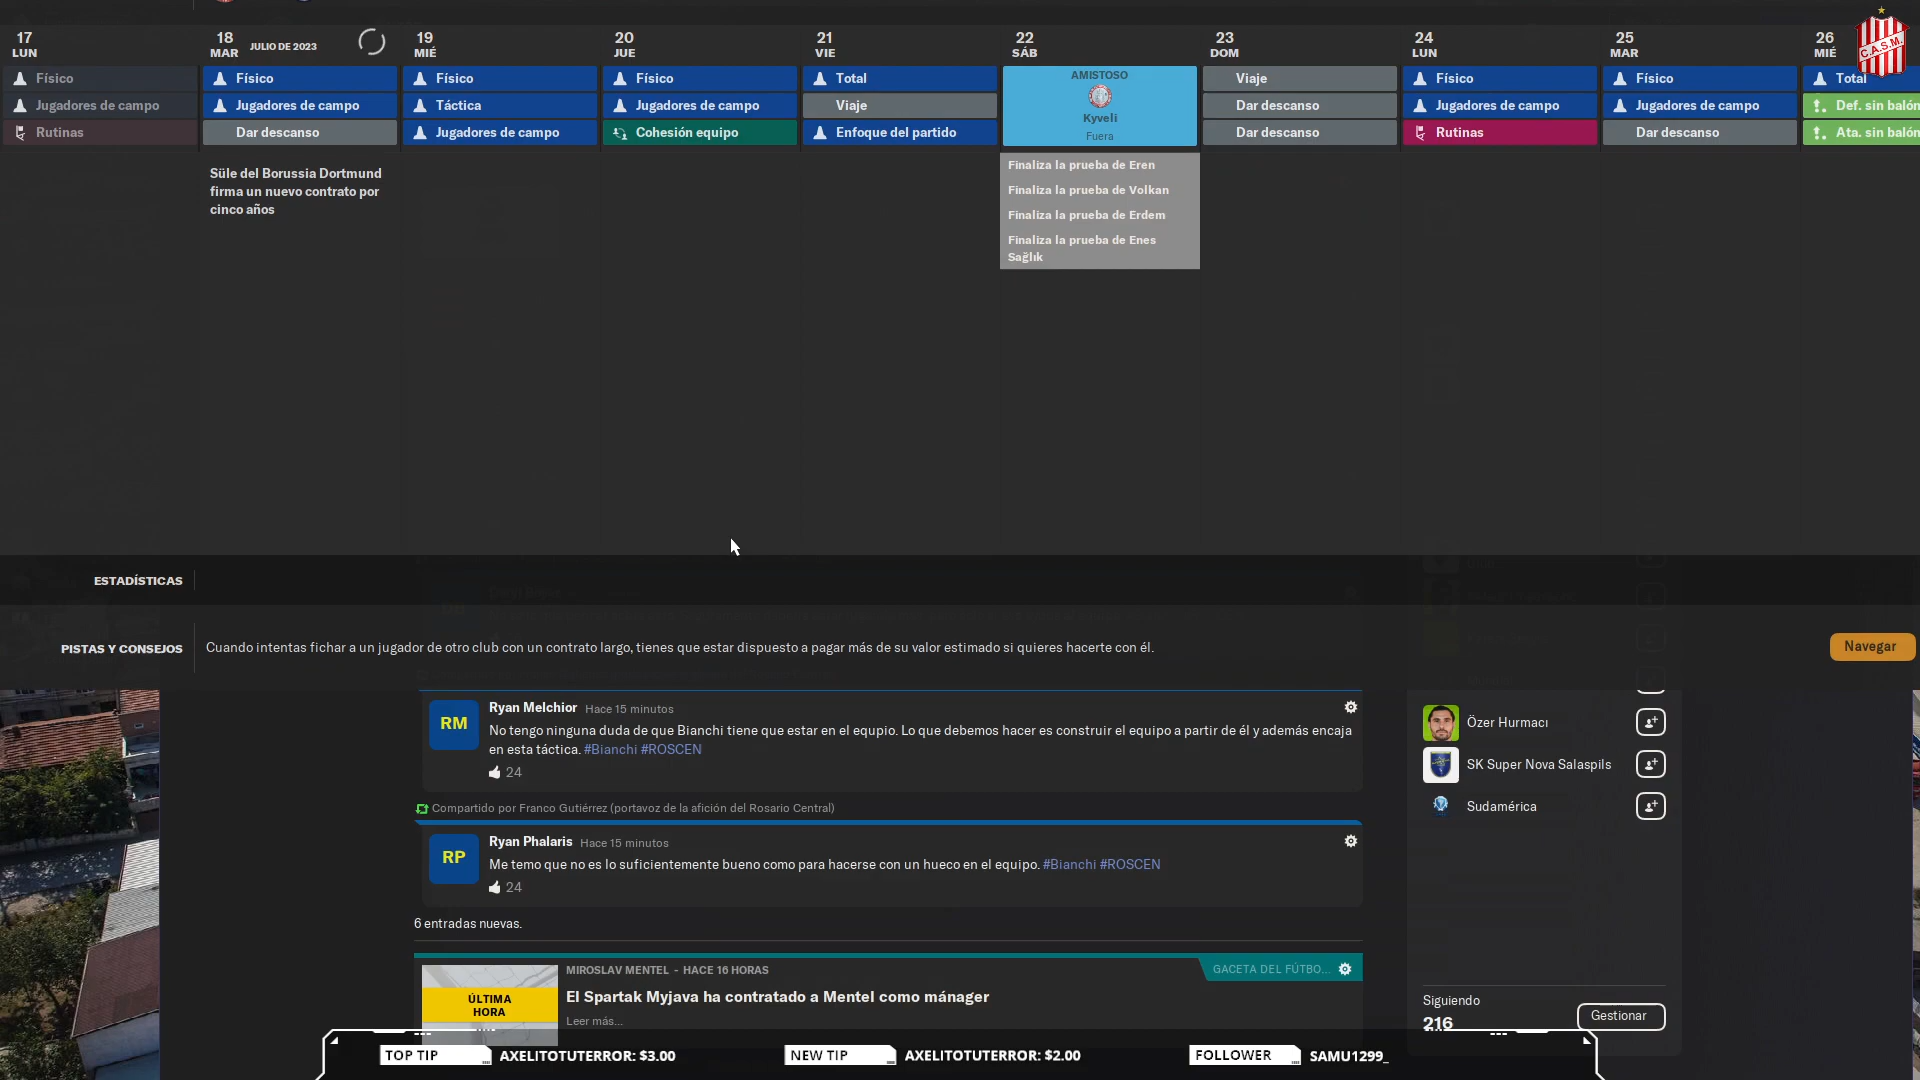 17
LUN
18
MAR JULIO DE 2023
19
MIÉ
20
JUE
21
VIE
22
SÁB
23
DOM
24
LUN
25
MAR
26
MIÉ
C.A.S.M.
Físico
Jugadores de campo
Rutinas
Físico
Jugadores de campo
Dar descanso
Físico
Táctica
Jugadores de campo
Físico
Jugadores de campo
Cohesión equipo
Total
Viaje
Enfoque del partido
AMISTOSO
Kyveli
Fuera
Viaje
Dar descanso
Dar descanso
Físico
Jugadores de campo
Rutinas
Físico
Jugadores de campo
Dar descanso
Total
Def. sin balón
Ata. sin balón
Süle del Borussia Dortmund
firma un nuevo contrato por
cinco años
Finaliza la prueba de Eren
Finaliza la prueba de Volkan
Finaliza la prueba de Erdem
Finaliza la prueba de Enes
Sağlık
ESTADÍSTICAS
PISTAS Y CONSEJOS
Cuando intentas fichar a un jugador de otro club con un contrato largo, tienes que estar dispuesto a pagar más de su valor estimado si quieres hacerte con él.
Navegar
RM
Ryan Melchior Hace 15 minutos
No tengo ninguna duda de que Bianchi tiene que estar en el equpio. Lo que debemos hacer es construir el equipo a partir de él y además encaja
en esta táctica. #Bianchi #ROSCEN
24
Compartido por Franco Gutiérrez (portavoz de la afición del Rosario Central)
RP
Ryan Phalaris Hace 15 minutos
Me temo que no es lo suficientemente bueno como para hacerse con un hueco en el equipo. #Bianchi #ROSCEN
24
6 entradas nuevas.
ÚLTIMA
HORA
MIROSLAV MENTEL - HACE 16 HORAS
GACETA DEL FÚTBO...
El Spartak Myjava ha contratado a Mentel como mánager
Leer más...
Özer Hurmacı
SK Super Nova Salaspils
Sudamérica
Siguiendo
216
Gestionar
TOP TIP AXELITOTUTERROR: $3.00
NEW TIP AXELITOTUTERROR: $2.00
FOLLOWER SAMU1299_